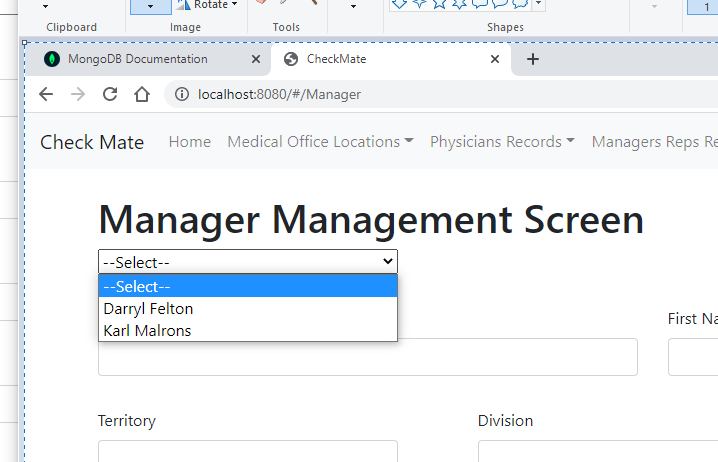 Rotate
Clipboard
Image
Tools
Shapes
1
MongoDB Documentation
CheckMate
localhost:8080/#/Manager
Check Mate
Home
Medical Office Locations
Physicians Records
Managers Reps Re
Manager Management Screen
--Select--
--Select--
Darryl Felton
Karl Malrons
First Na
Territory
Division